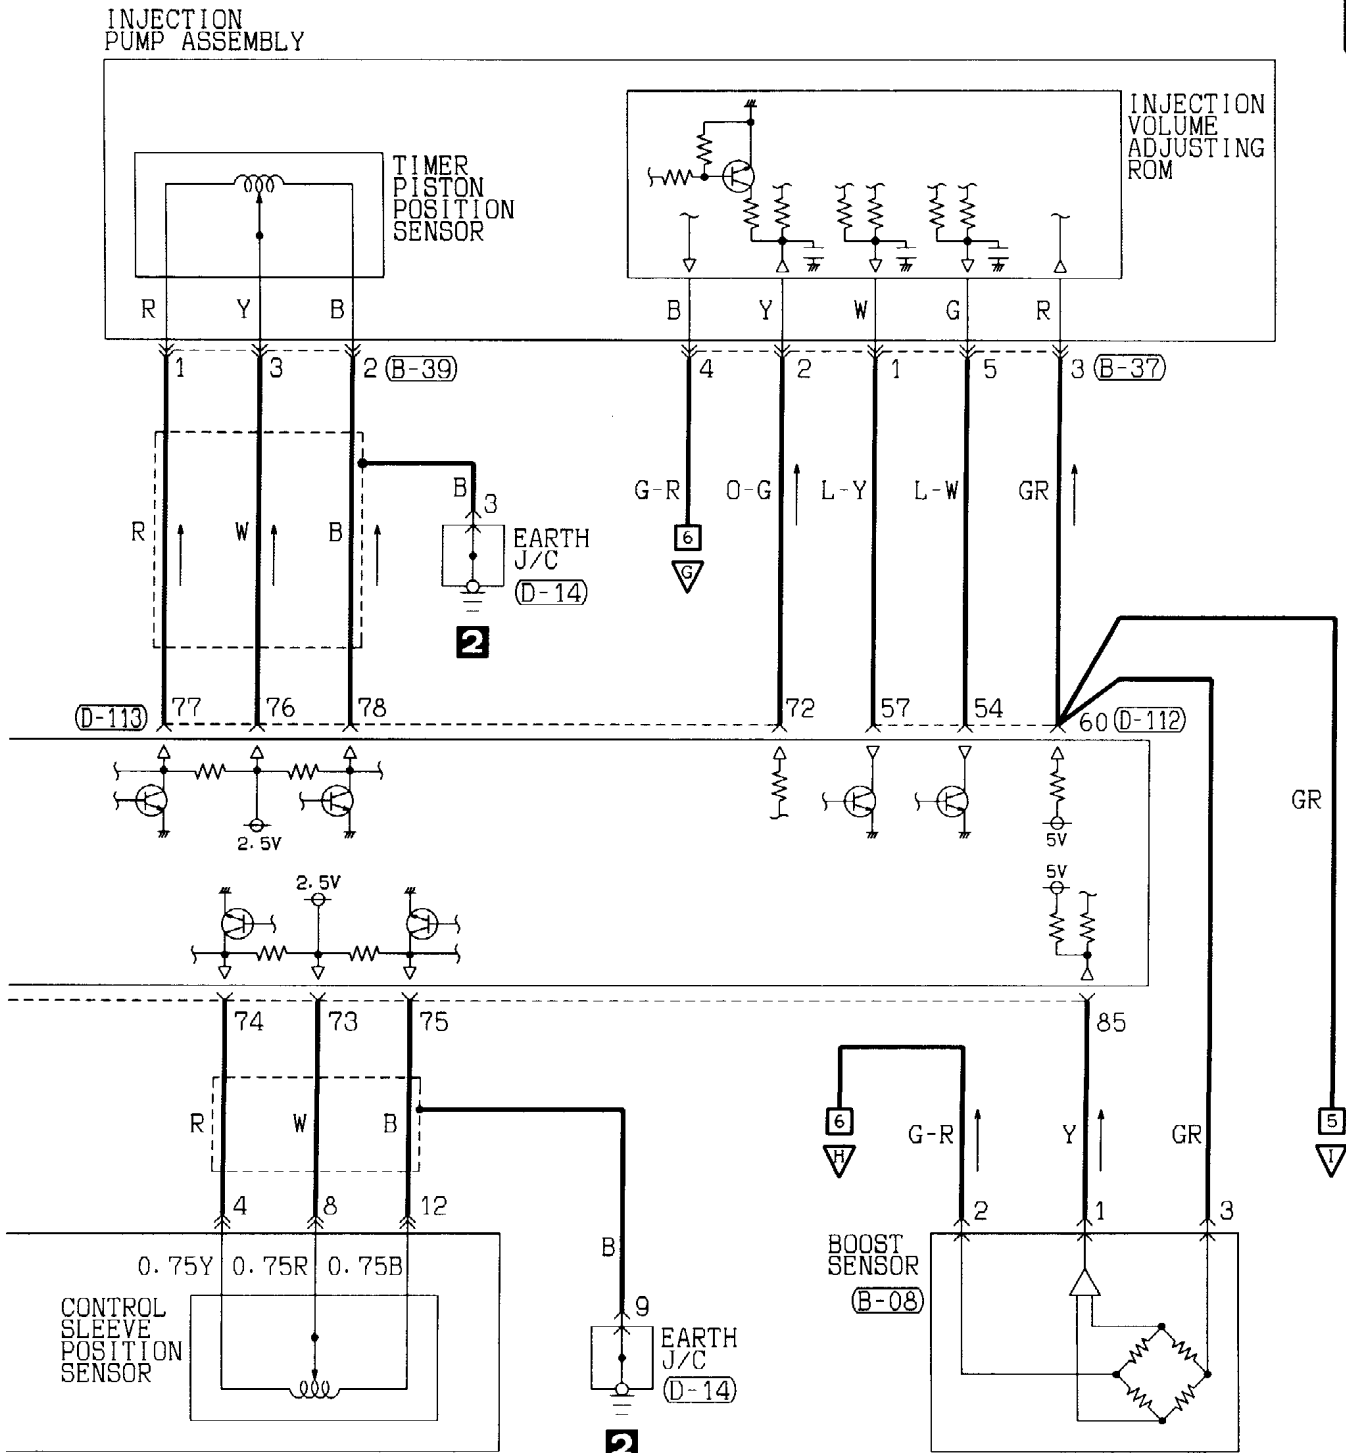 INJECTION
PUMP ASSEMBLY
TIMER
PISTON
POSITION
SENSOR
INJECTION
VOLUME
ADJUSTING
ROM
R Y B
B Y W G R
1 3 2 (B-39)
4 2 1 5 3 (B-37)
G-R O-G L-Y L-W GR
B 3
R W B
EARTH
J/C
(D-14)
6
G
2
(D-113) 77 76 78 72 57 54 60 (D-112)
GR
2.5V
5V
2.5V
5V
74 73 75 85
R W B
6
H
G-R Y GR
5
I
4 8 12
2 1 3
0.75Y 0.75R 0.75B
B
BOOST
SENSOR
(B-08)
CONTROL
SLEEVE
POSITION
SENSOR
9
EARTH
J/C
(D-14)
2